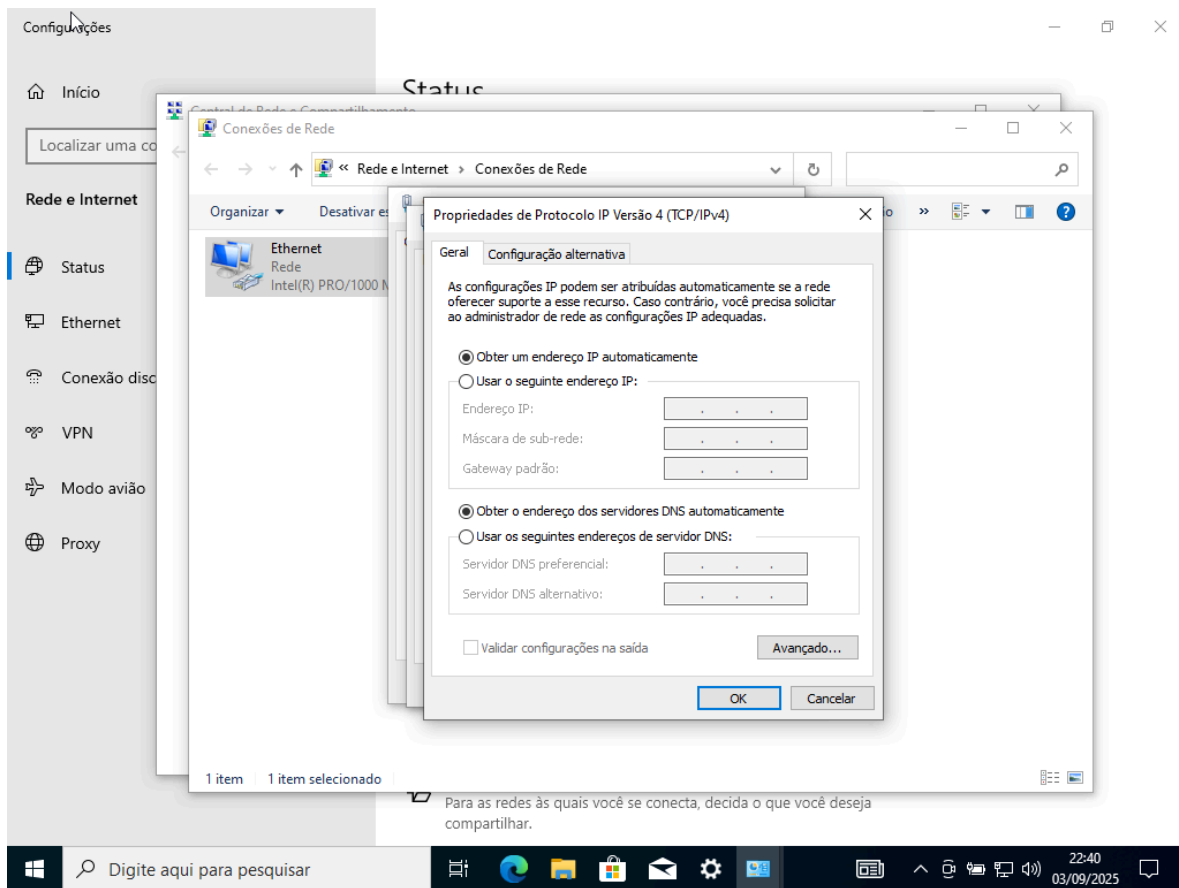 Configurações
Início
Localizar uma co
Rede e Internet
Status
Ethernet
Conexão disc
VPN
Modo avião
Proxy
Status
Central de Rede e Compartilhamento
Conexões de Rede
« Rede e Internet > Conexões de Rede
Organizar
Desativar es
io
»
Ethernet
Rede
Intel(R) PRO/1000 M
Propriedades de Protocolo IP Versão 4 (TCP/IPv4)
Geral
Configuração alternativa
As configurações IP podem ser atribuídas automaticamente se a rede
oferecer suporte a esse recurso. Caso contrário, você precisa solicitar
ao administrador de rede as configurações IP adequadas.
Obter um endereço IP automaticamente
Usar o seguinte endereço IP:
Endereço IP:
Máscara de sub-rede:
Gateway padrão:
Obter o endereço dos servidores DNS automaticamente
Usar os seguintes endereços de servidor DNS:
Servidor DNS preferencial:
Servidor DNS alternativo:
Validar configurações na saída
Avançado...
OK
Cancelar
1 item
1 item selecionado
Para as redes às quais você se conecta, decida o que você deseja
compartilhar.
Digite aqui para pesquisar
22:40
03/09/2025